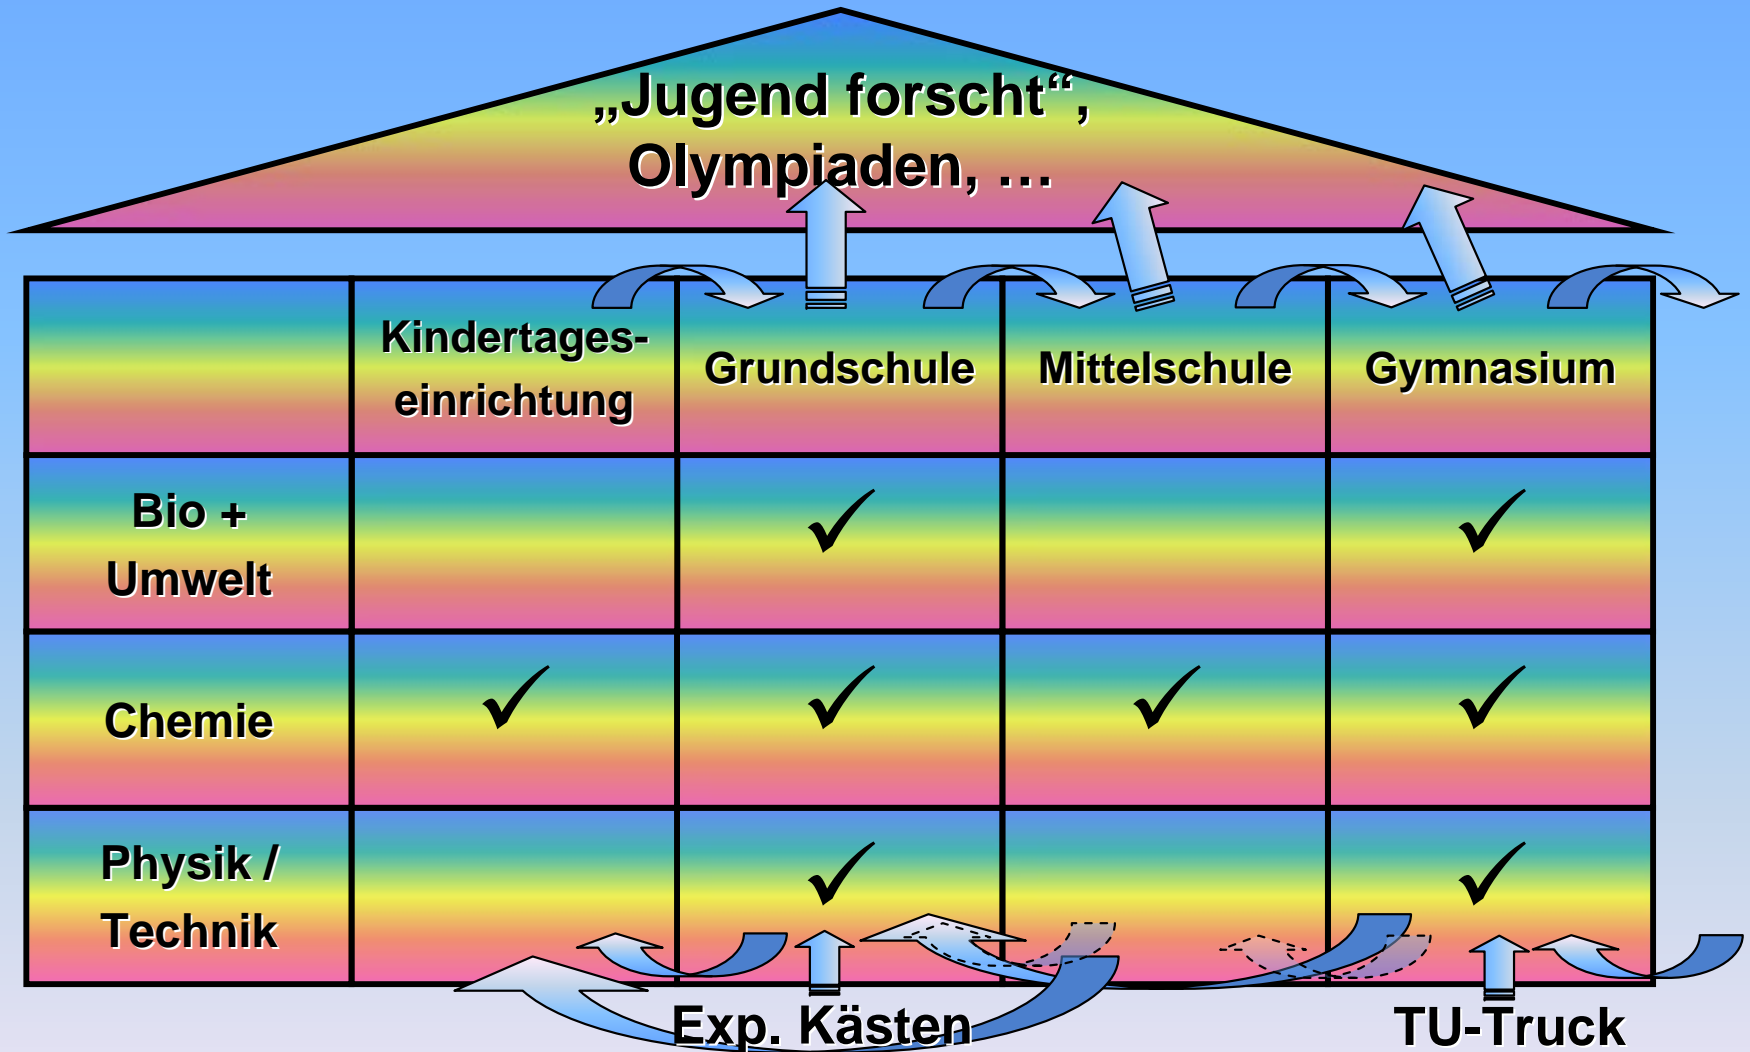 „Jugend forscht“,
Olympiaden, …
Kindertages-
einrichtung
Grundschule
Mittelschule
Gymnasium
Bio +
Umwelt
Chemie
Physik /
Technik
Exp. Kästen
TU-Truck